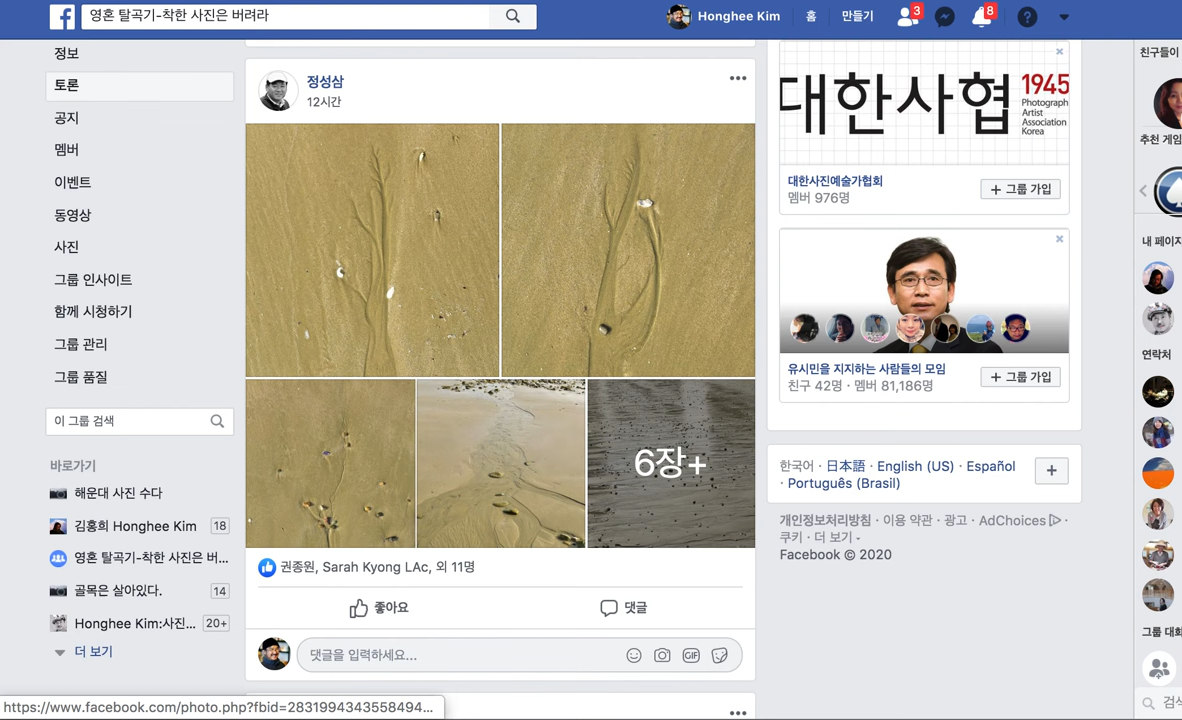 영혼 탈곡기-착한 사진은 버려라
Honghee Kim
홈
만들기
3
8
정보
토론
공지
멤버
이벤트
동영상
사진
그룹 인사이트
함께 시청하기
그룹 관리
그룹 품질
이 그룹 검색
바로가기
해운대 사진 수다
김홍희 Honghee Kim 18
영혼 탈곡기-착한 사진은 버...
골목은 살아있다. 14
Honghee Kim:사진... 20+
더 보기
정성삼
12시간
6장+
권종원, Sarah Kyong LAc, 외 11명
좋아요
댓글
댓글을 입력하세요...
GIF
대한사협
1945
Photograph
Artist
Association
Korea
대한사진예술가협회
멤버 976명
+ 그룹 가입
유시민을 지지하는 사람들의 모임
친구 42명 · 멤버 81,186명
+ 그룹 가입
한국어 · 日本語 · English (US) · Español
· Português (Brasil)
개인정보처리방침 · 이용 약관 · 광고 · AdChoices ·
쿠키 · 더 보기
Facebook © 2020
친구들이
추천 게임
내 페이지
연락처
그룹 대화
검색
https://www.facebook.com/photo.php?fbid=2831994343558494...